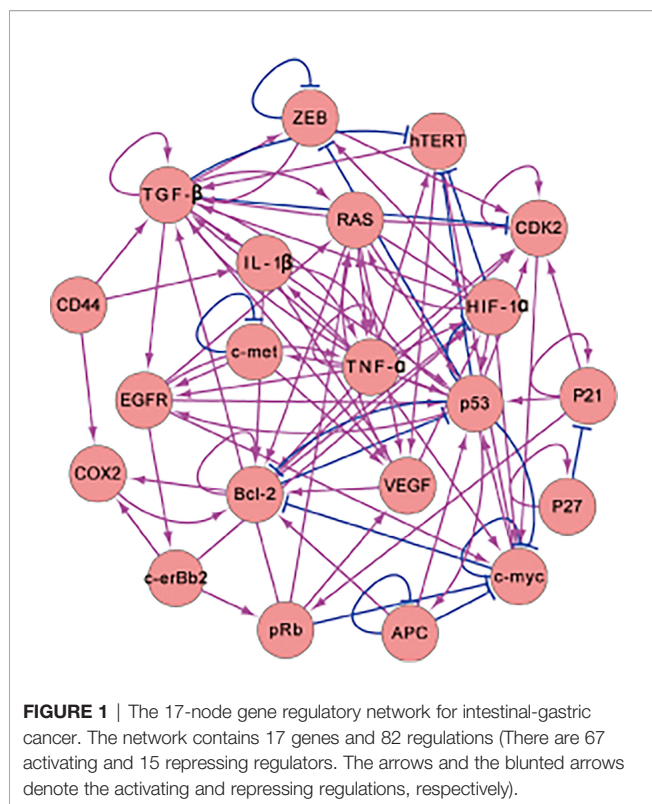 ZEB
hTERT
TGF-β
RAS
CDK2
IL-1β
CD44
HIF-1α
c-met
TNF-α
EGFR
p53
P21
COX2
Bcl-2
VEGF
P27
c-erBb2
c-myc
pRb
APC
FIGURE 1 | The 17-node gene regulatory network for intestinal-gastric
cancer. The network contains 17 genes and 82 regulations (There are 67
activating and 15 repressing regulators. The arrows and the blunted arrows
denote the activating and repressing regulations, respectively).